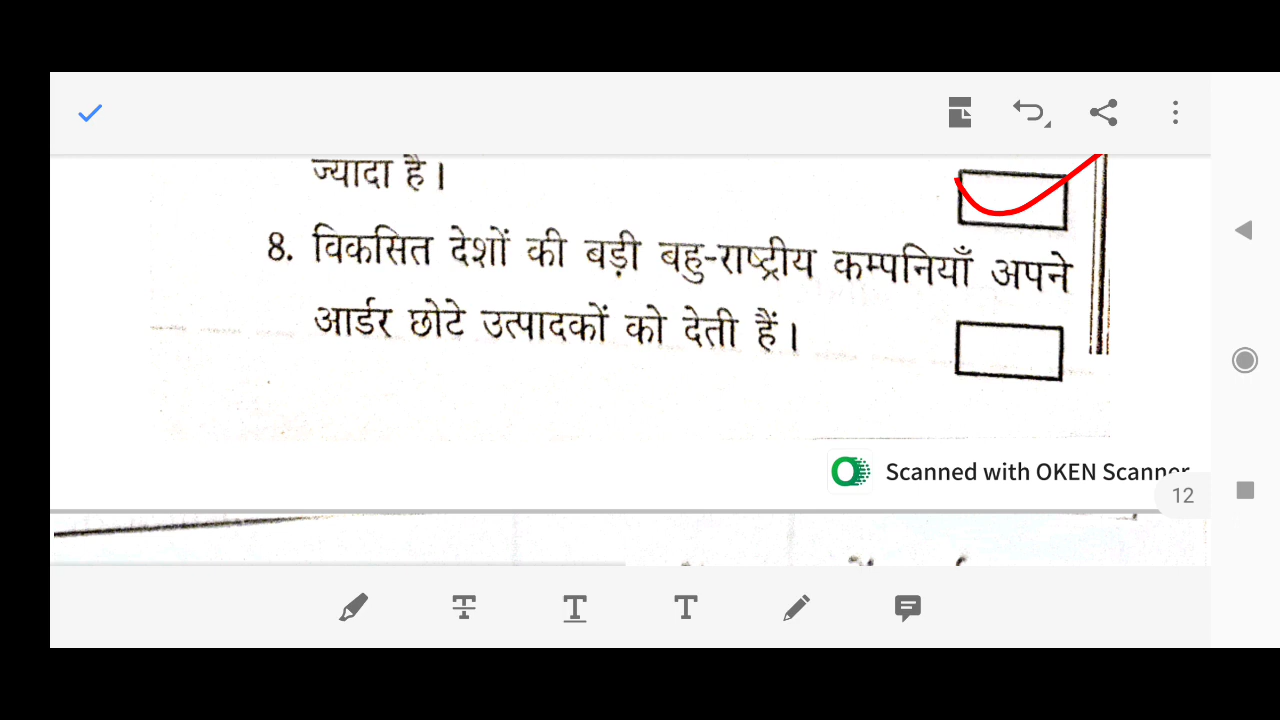 ज्यादा है।
8. विकसित देशों की बड़ी बहु-राष्ट्रीय कम्पनियाँ अपने
आर्डर छोटे उत्पादकों को देती हैं।
Scanned with OKEN Scanner
12